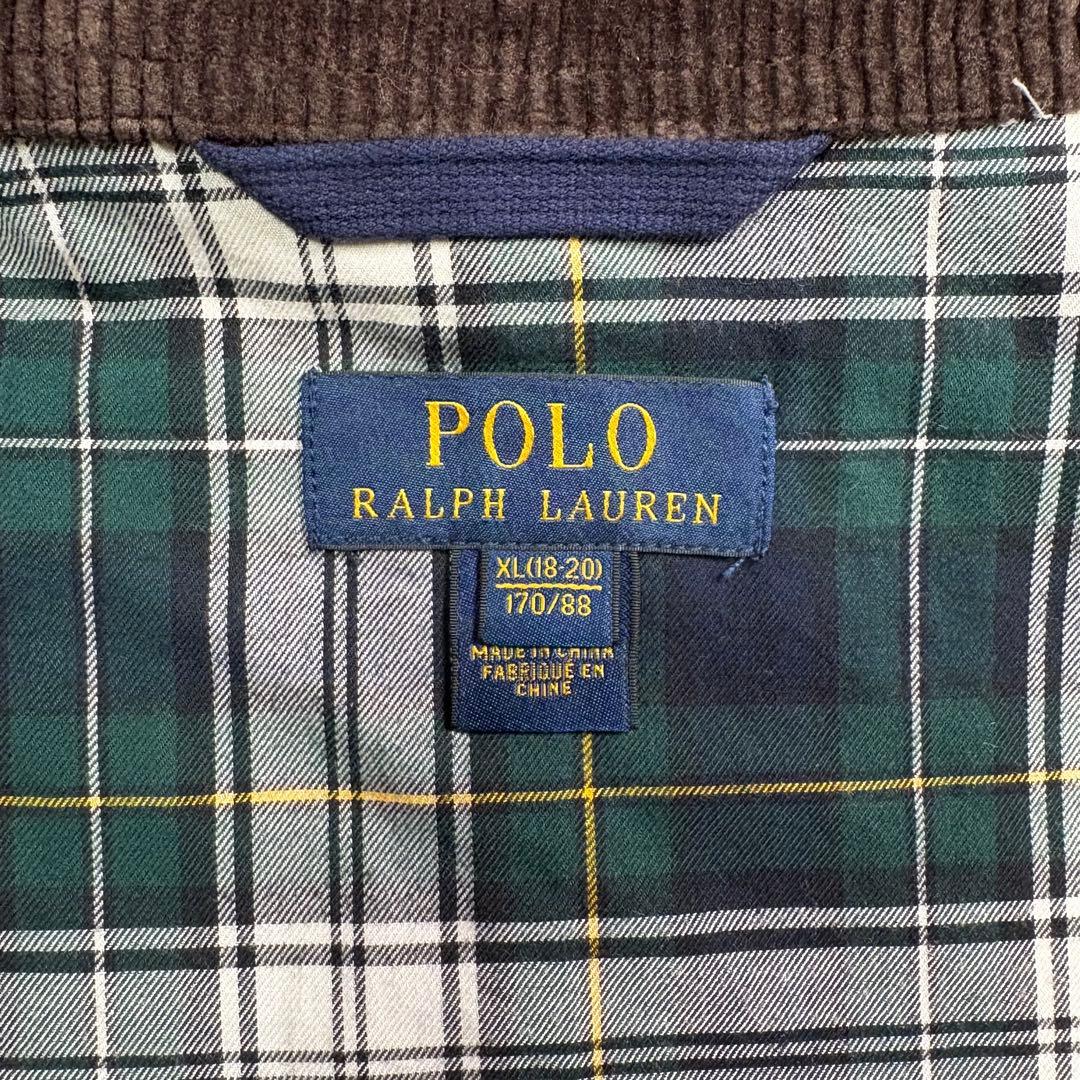 POLO
RALPH LAUREN
XL(18-20)
170/88
MADE IN CHINA
FABRIQUÉ EN
CHINE